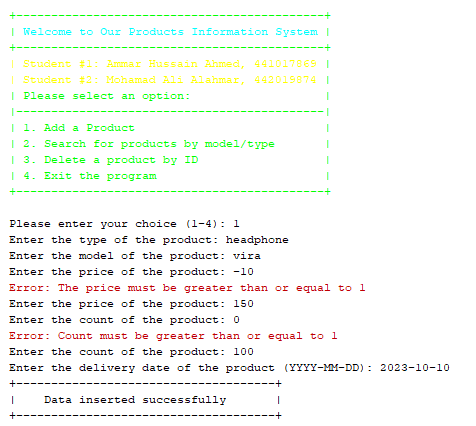 +------------------------------------+
| Welcome to Our Products Information System |
+------------------------------------+
| Student #1: Ammar Hussain Ahmed, 441017369 |
| Student #2: Mohamad Ali Alahmar, 442019374 |
| Please select an option: |
|------------------------------------|
| 1. Add a Product |
| 2. Search for products by model/type |
| 3. Delete a product by ID |
| 4. Exit the program |
+------------------------------------+
Please enter your choice (1-4): 1
Enter the type of the product: headphone
Enter the model of the product: vira
Enter the price of the product: -10
Error: The price must be greater than or equal to 1
Enter the price of the product: 150
Enter the count of the product: 0
Error: Count must be greater than or equal to 1
Enter the count of the product: 100
Enter the delivery date of the product (YYYY-MM-DD): 2023-10-10
+-------------------------------------+
| Data inserted successfully |
+-------------------------------------+